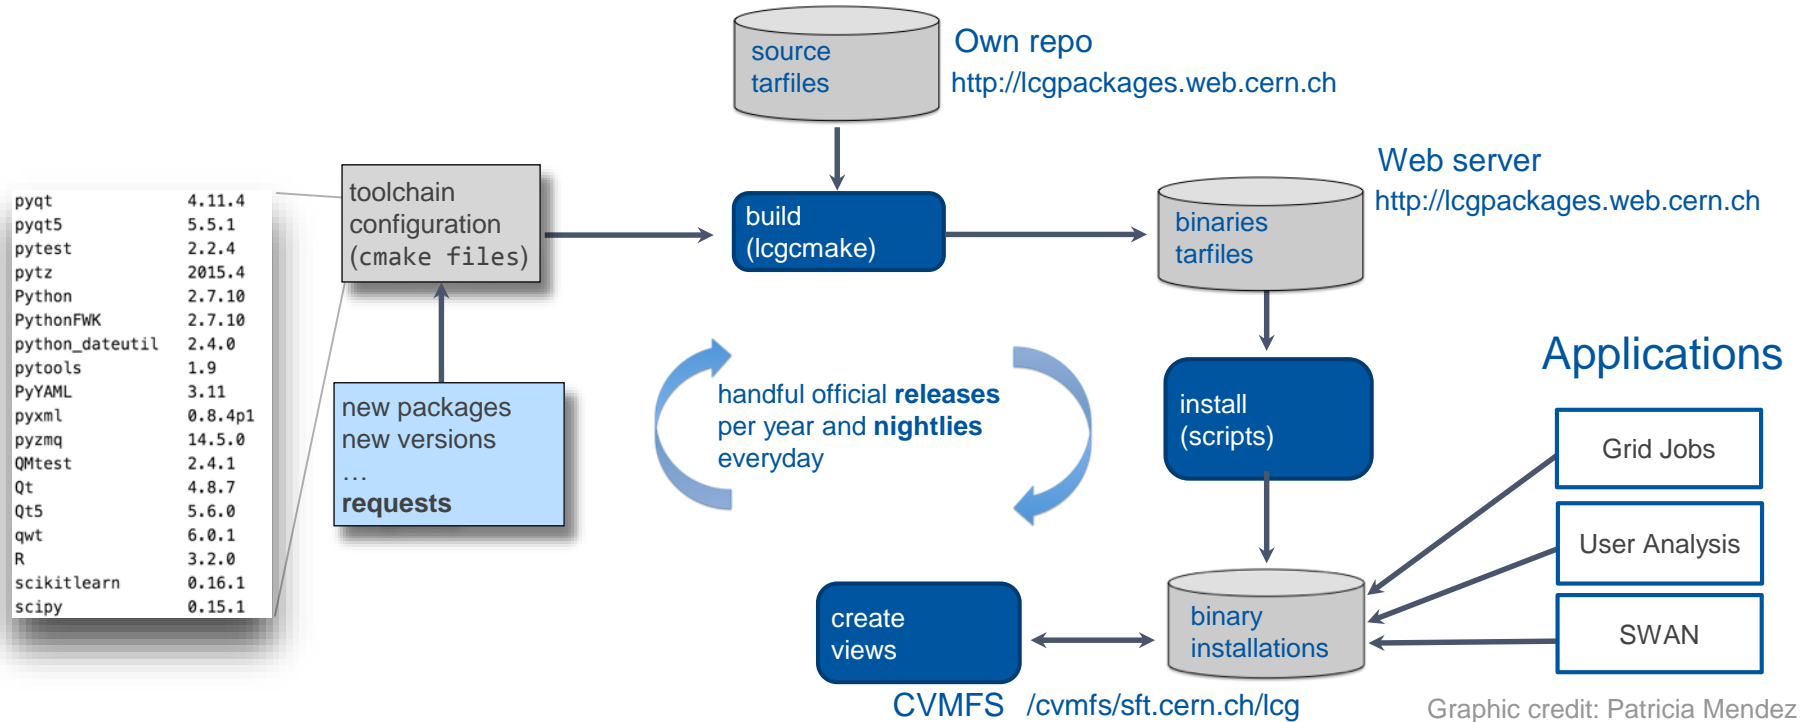 source
tarfiles
Own repo
http://lcgpackages.web.cern.ch
Web server
http://lcgpackages.web.cern.ch
pyqt 4.11.4
pyqt5 5.5.1
pytest 2.2.4
pytz 2015.4
Python 2.7.10
PythonFWK 2.7.10
python_dateutil 2.4.0
pytools 1.9
PyYAML 3.11
pyxml 0.8.4p1
pyzmq 14.5.0
QMtest 2.4.1
Qt 4.8.7
Qt5 5.6.0
qwt 6.0.1
R 3.2.0
scikitlearn 0.16.1
scipy 0.15.1
toolchain
configuration
(cmake files)
build
(lcgcmake)
binaries
tarfiles
new packages
new versions
…
requests
handful official releases
per year and nightlies
everyday
install
(scripts)
Applications
Grid Jobs
User Analysis
SWAN
create
views
binary
installations
CVMFS /cvmfs/sft.cern.ch/lcg
Graphic credit: Patricia Mendez